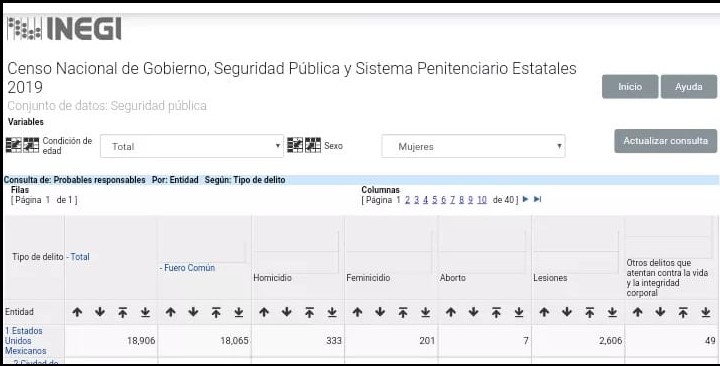 INEGI
Censo Nacional de Gobierno, Seguridad Pública y Sistema Penitenciario Estatales
2019
Inicio
Ayuda
Conjunto de datos: Seguridad pública
Variables
Condición de
edad
Total
Sexo
Mujeres
Actualizar consulta
Consulta de: Probables responsables Por: Entidad Según: Tipo de delito
Filas
[ Página 1 de 1 ]
Columnas
[ Página 1 2 3 4 5 6 7 8 9 10 de 40 ]
Tipo de delito
- Total
- Fuero Común
Homicidio
Feminicidio
Aborto
Lesiones
Otros delitos que
atentan contra la vida
y la integridad
corporal
Entidad
1 Estados
Unidos
Mexicanos
18,906
18,065
333
201
7
2,606
49
2 Ciudad de